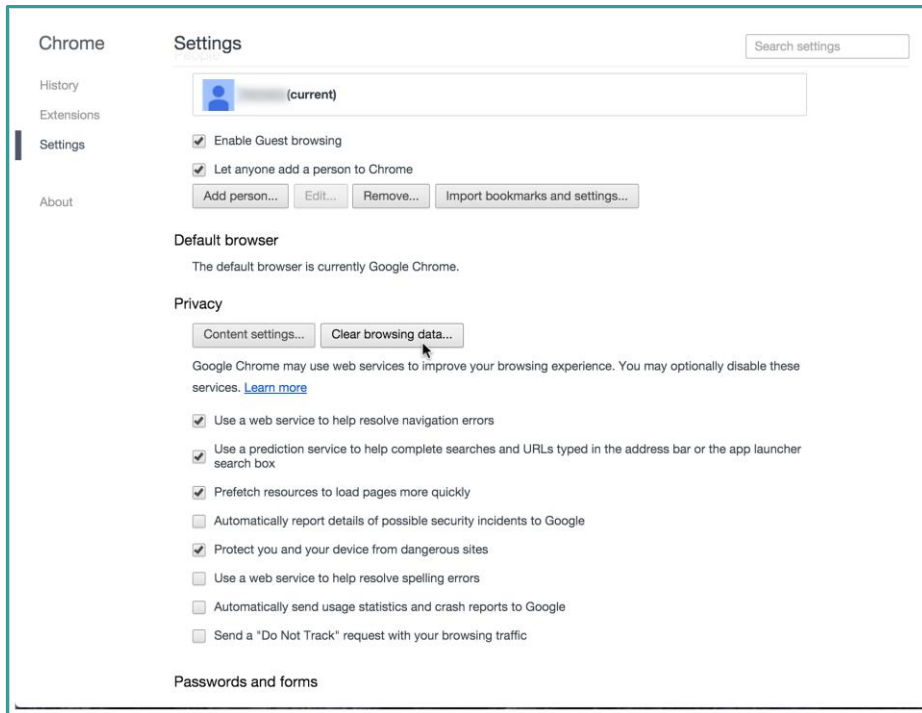 Chrome
Settings
Search settings
People
History
Extensions
Settings
About
(current)
Enable Guest browsing
Let anyone add a person to Chrome
Add person... Edit... Remove... Import bookmarks and settings...
Default browser
The default browser is currently Google Chrome.
Privacy
Content settings... Clear browsing data...
Google Chrome may use web services to improve your browsing experience. You may optionally disable these
services. Learn more
Use a web service to help resolve navigation errors
Use a prediction service to help complete searches and URLs typed in the address bar or the app launcher
search box
Prefetch resources to load pages more quickly
Automatically report details of possible security incidents to Google
Protect you and your device from dangerous sites
Use a web service to help resolve spelling errors
Automatically send usage statistics and crash reports to Google
Send a "Do Not Track" request with your browsing traffic
Passwords and forms